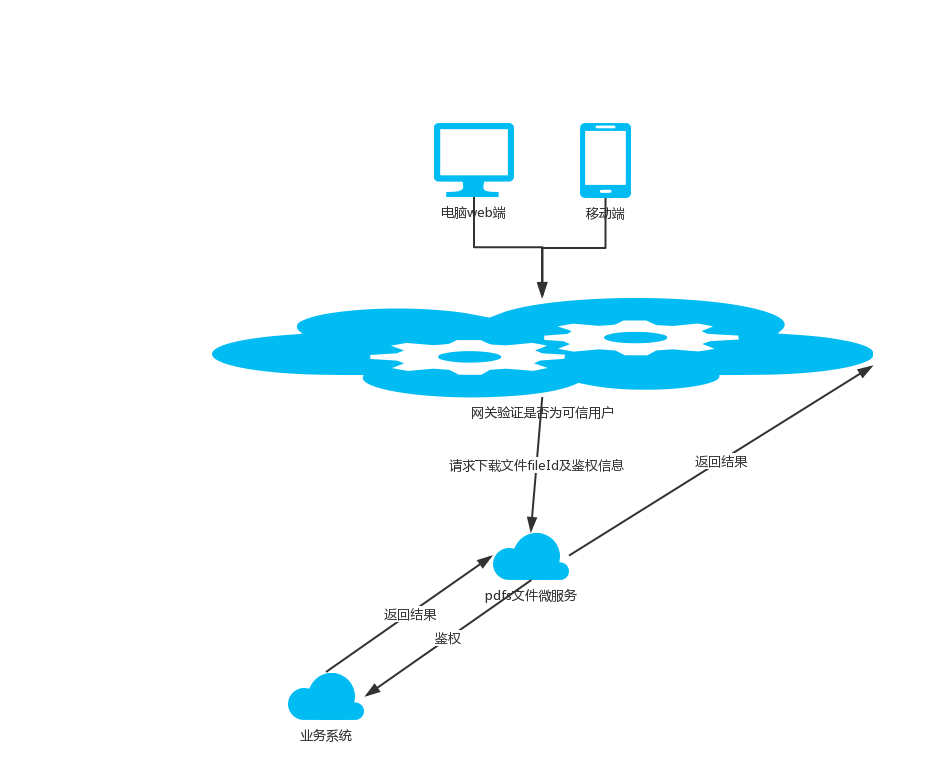 电脑web端
移动端
网关验证是否为可信用户
请求下载文件fileId及鉴权信息
返回结果
pdfs文件微服务
返回结果
鉴权
业务系统